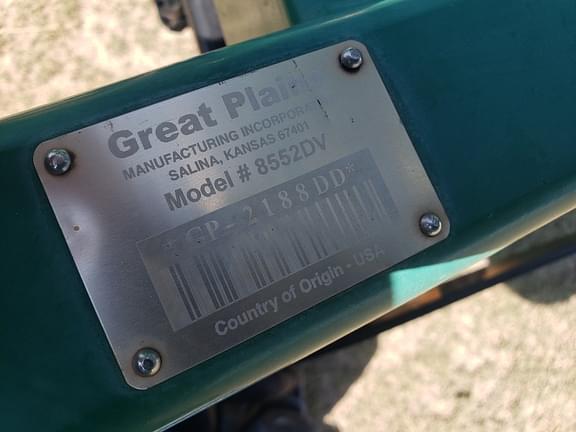 Great Plains
MANUFACTURING INCORPORATED
SALINA, KANSAS 67401
Model # 8552DV
*GP-2188DD*
Country of Origin - USA